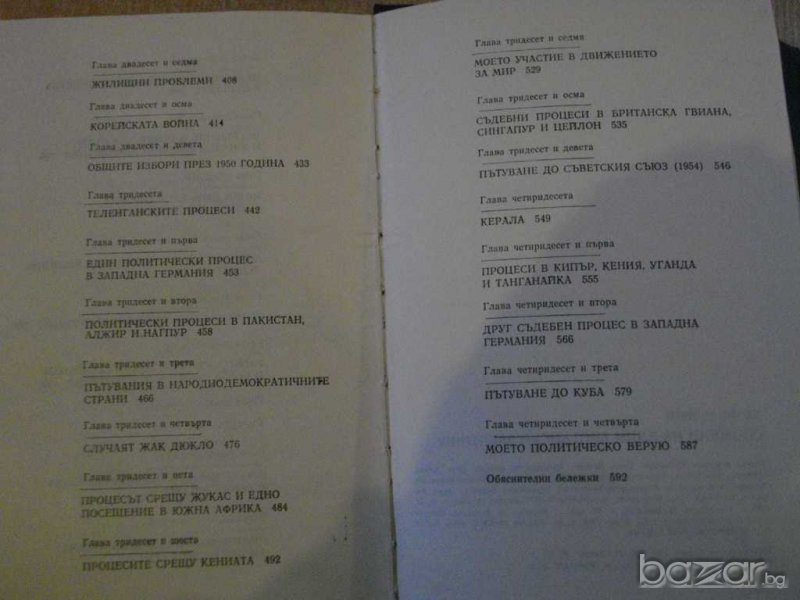 Глава двадесет и седма
ЖИЛИЩНИ ПРОБЛЕМИ 408
Глава двадесет и осма
КОРЕЙСКАТА ВОЙНА 414
Глава двадесет и девета
ОБЩИТЕ ИЗБОРИ ПРЕЗ 1950 ГОДИНА 433
Глава тридесета
ТЕЛЕНГАНСКИТЕ ПРОЦЕСИ 442
Глава тридесет и първа
ЕДИН ПОЛИТИЧЕСКИ ПРОЦЕС
В ЗАПАДНА ГЕРМАНИЯ 453
Глава тридесет и втора
ПОЛИТИЧЕСКИ ПРОЦЕСИ В ПАКИСТАН,
АДЖИР И НАГПУР 458
Глава тридесет и трета
ПЪТУВАНИЯ В НАРОДНОДЕМОКРАТИЧНИТЕ
СТРАНИ 466
Глава тридесет и четвърта
СЛУЧАЯТ ЖАК ДЮКЛО 476
Глава тридесет и пета
ПРОЦЕСЪТ СРЕЩУ ЖУКАС И ЕДНО
ПОСЕЩЕНИЕ В ЮЖНА АФРИКА 484
Глава тридесет и шеста
ПРОЦЕСИТЕ СРЕЩУ КЕНИАТА 492
Глава тридесет и седма
МОЕТО УЧАСТИЕ В ДВИЖЕНИЕТО
ЗА МИР 529
Глава тридесет и осма
СЪДЕБНИ ПРОЦЕСИ В БРИТАНСКА ГВИАНА,
СИНГАПУР И ЦЕЙЛОН 535
Глава тридесет и девета
ПЪТУВАНЕ ДО СЪВЕТСКИЯ СЪЮЗ (1954) 546
Глава четиридесета
КЕРАЛА 549
Глава четиридесет и първа
ПРОЦЕСИ В КИПЪР, КЕНИЯ, УГАНДА
И ТАНГАНАЙКА 555
Глава четиридесет и втора
ДРУГ СЪДЕБЕН ПРОЦЕС В ЗАПАДНА
ГЕРМАНИЯ 566
Глава четиридесет и трета
ПЪТУВАНЕ ДО КУБА 579
Глава четиридесет и четвърта
МОЕТО ПОЛИТИЧЕСКО ВЕРУЮ 587
Обяснителни бележки 592
bazar.bg